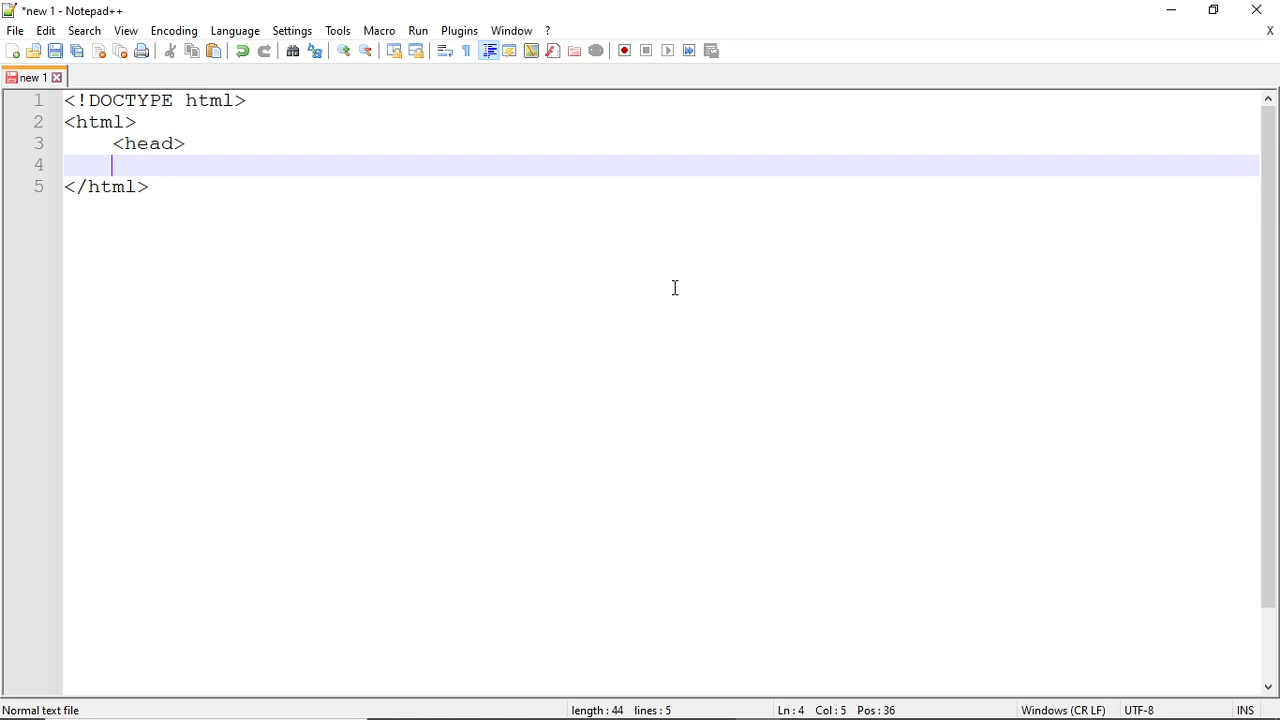 *new 1 - Notepad++
File Edit Search View Encoding Language Settings Tools Macro Run Plugins Window ? X
new 1
1 <!DOCTYPE html>
2 <html>
3 <head>
4
5 </html>
Normal text file length : 44 lines : 5 Ln : 4 Col : 5 Pos : 36 Windows (CR LF) UTF-8 INS